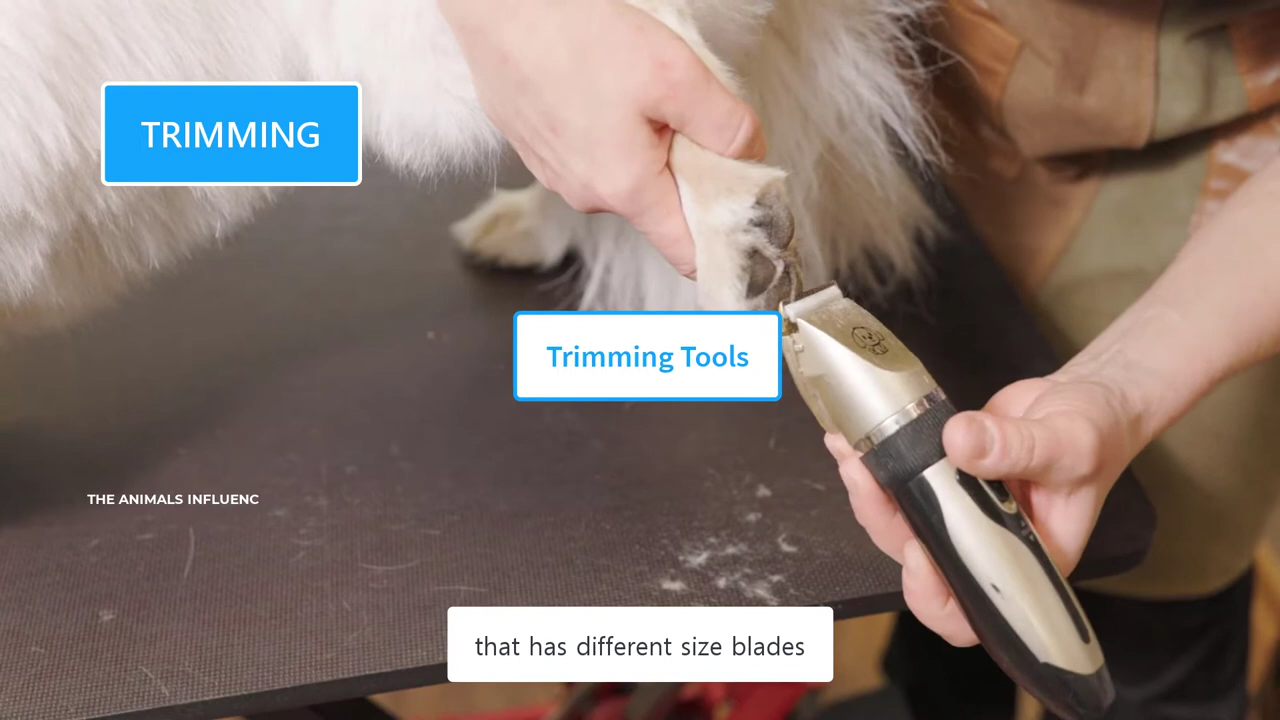 TRIMMING
Trimming Tools
THE ANIMALS INFLUENC
that has different size blades